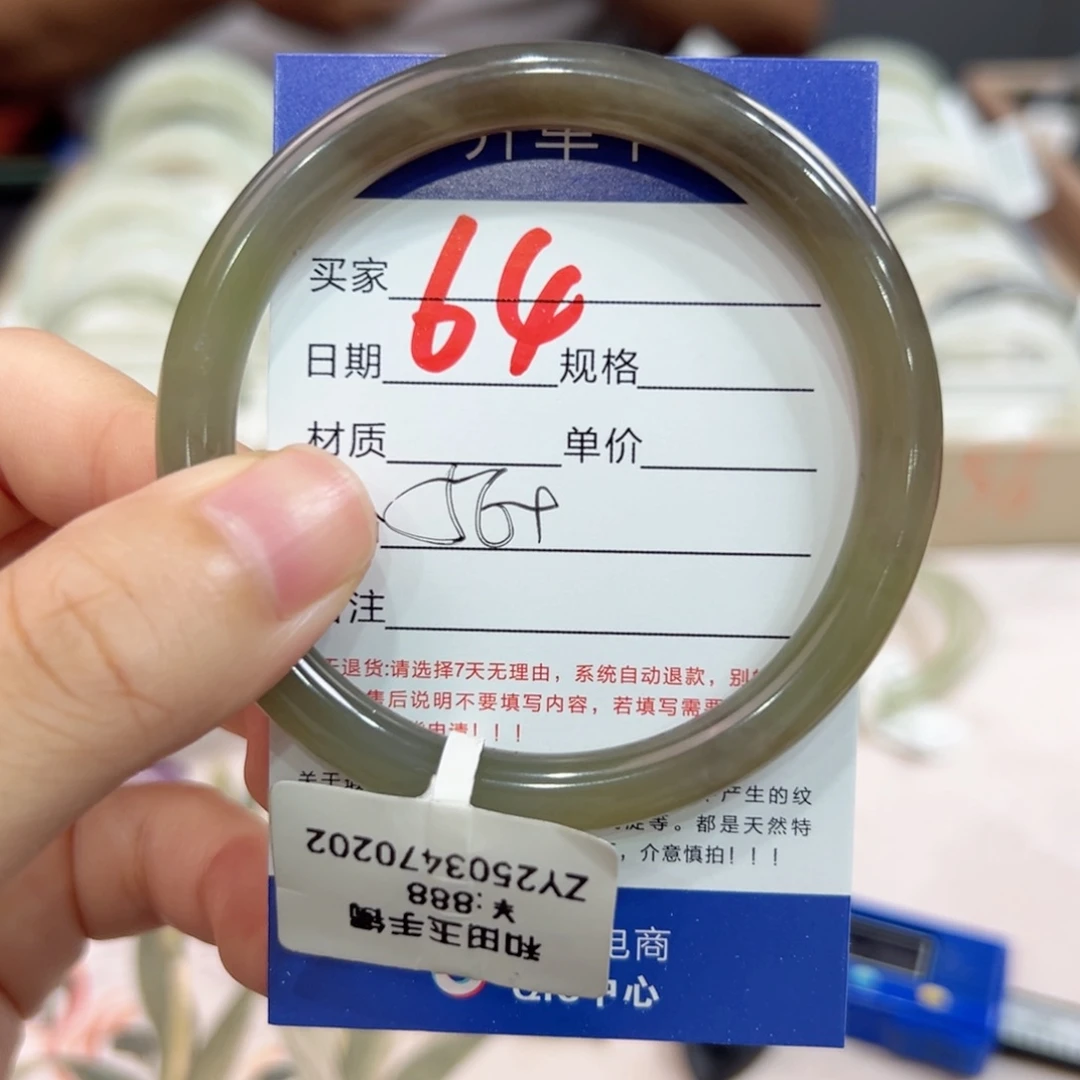 买家
64
日期 规格
材质 单价
56+
注
退货:请选择7天无理由，系统自动退款，别
售后说明不要填写内容，若填写需要
申请！！！
关于
产生的纹
等。都是天然特
，介意慎拍！！！
和田玉手镯
￥:888
ZY2503470202
电商
中心